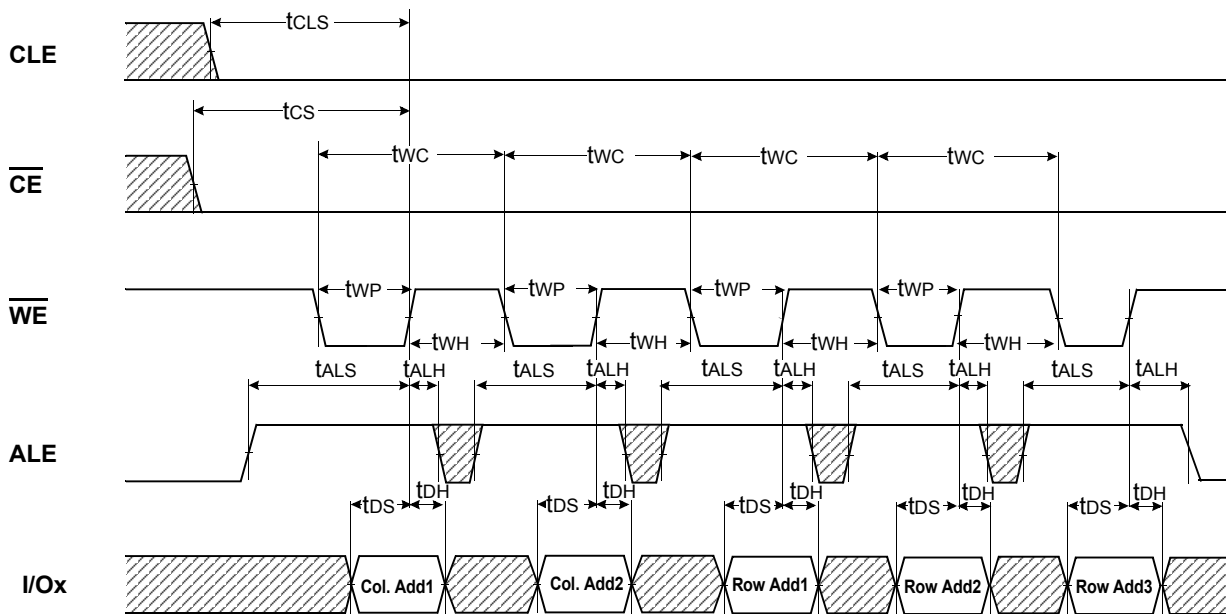 CLE
tCLS
tCS
CE
tWC tWC tWC tWC
WE
tWP tWP tWP tWP
tWH tWH tWH tWH
tALS tALH tALS tALH tALS tALH tALS tALH tALS tALH
ALE
tDS tDH tDS tDH tDS tDH tDS tDH tDS tDH
I/Ox Col. Add1 Col. Add2 Row Add1 Row Add2 Row Add3